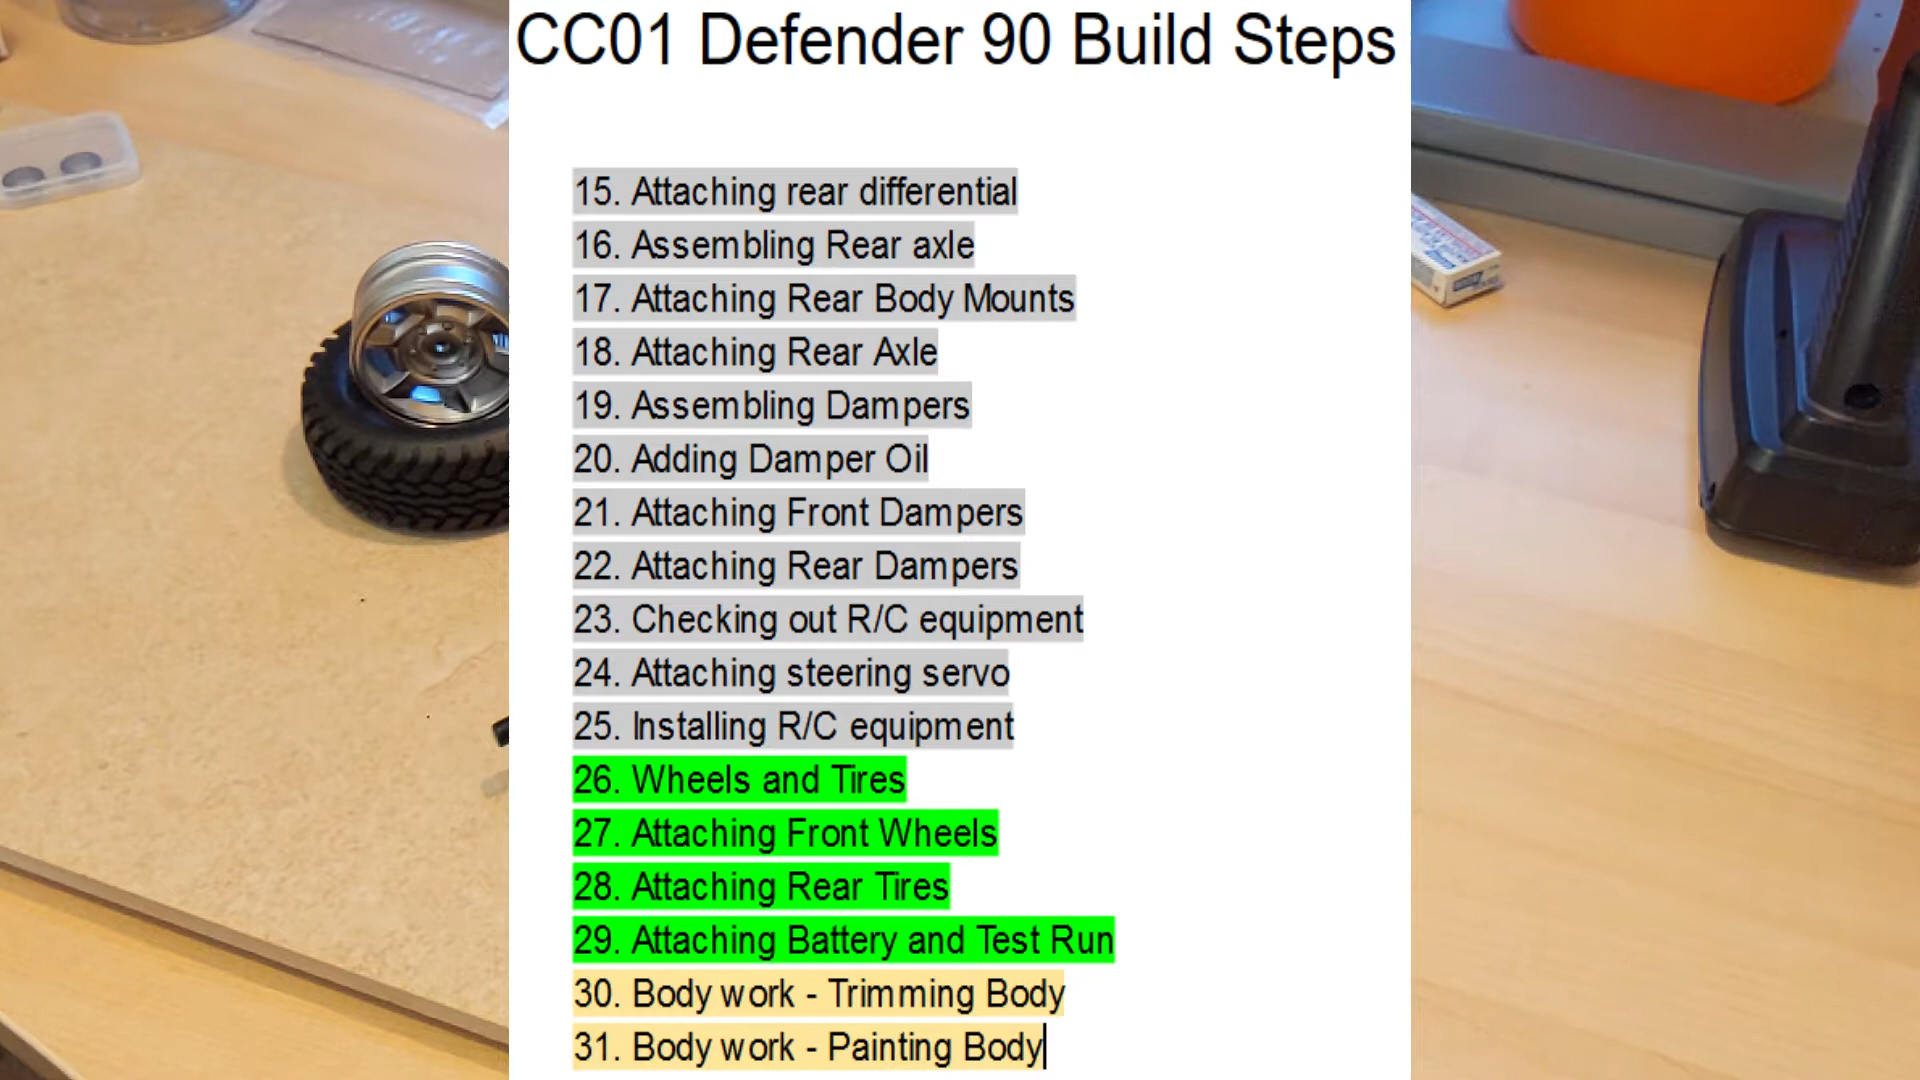 CC01 Defender 90 Build Steps
15. Attaching rear differential
16. Assembling Rear axle
17. Attaching Rear Body Mounts
18. Attaching Rear Axle
19. Assembling Dampers
20. Adding Damper Oil
21. Attaching Front Dampers
22. Attaching Rear Dampers
23. Checking out R/C equipment
24. Attaching steering servo
25. Installing R/C equipment
26. Wheels and Tires
27. Attaching Front Wheels
28. Attaching Rear Tires
29. Attaching Battery and Test Run
30. Body work - Trimming Body
31. Body work - Painting Body